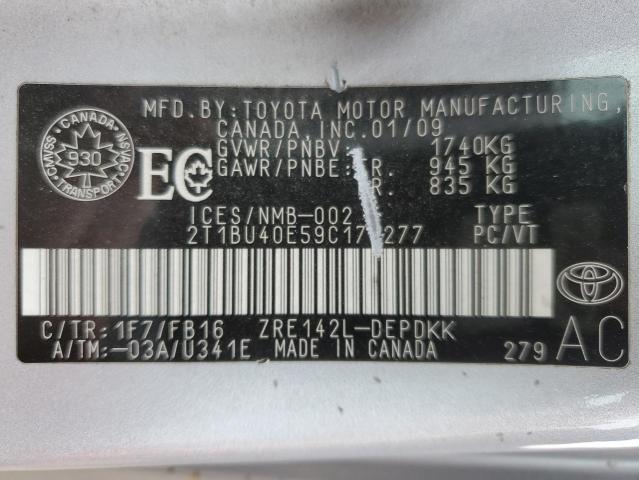 MFD. BY: TOYOTA MOTOR MANUFACTURING,
CANADA, INC. 01/09
GVWR/PNBV: 1740KG
GAWR/PNBE: 945 KG
835 KG
CANADA
930
TRANSPORT
CMVSS
NSVAC
EC
ICES/NMB-002 TYPE
PC/VT
C/TR: 1F7/FB16 ZRE142L-DEPDKK
A/TM: -03A/U341E MADE IN CANADA 279
AC